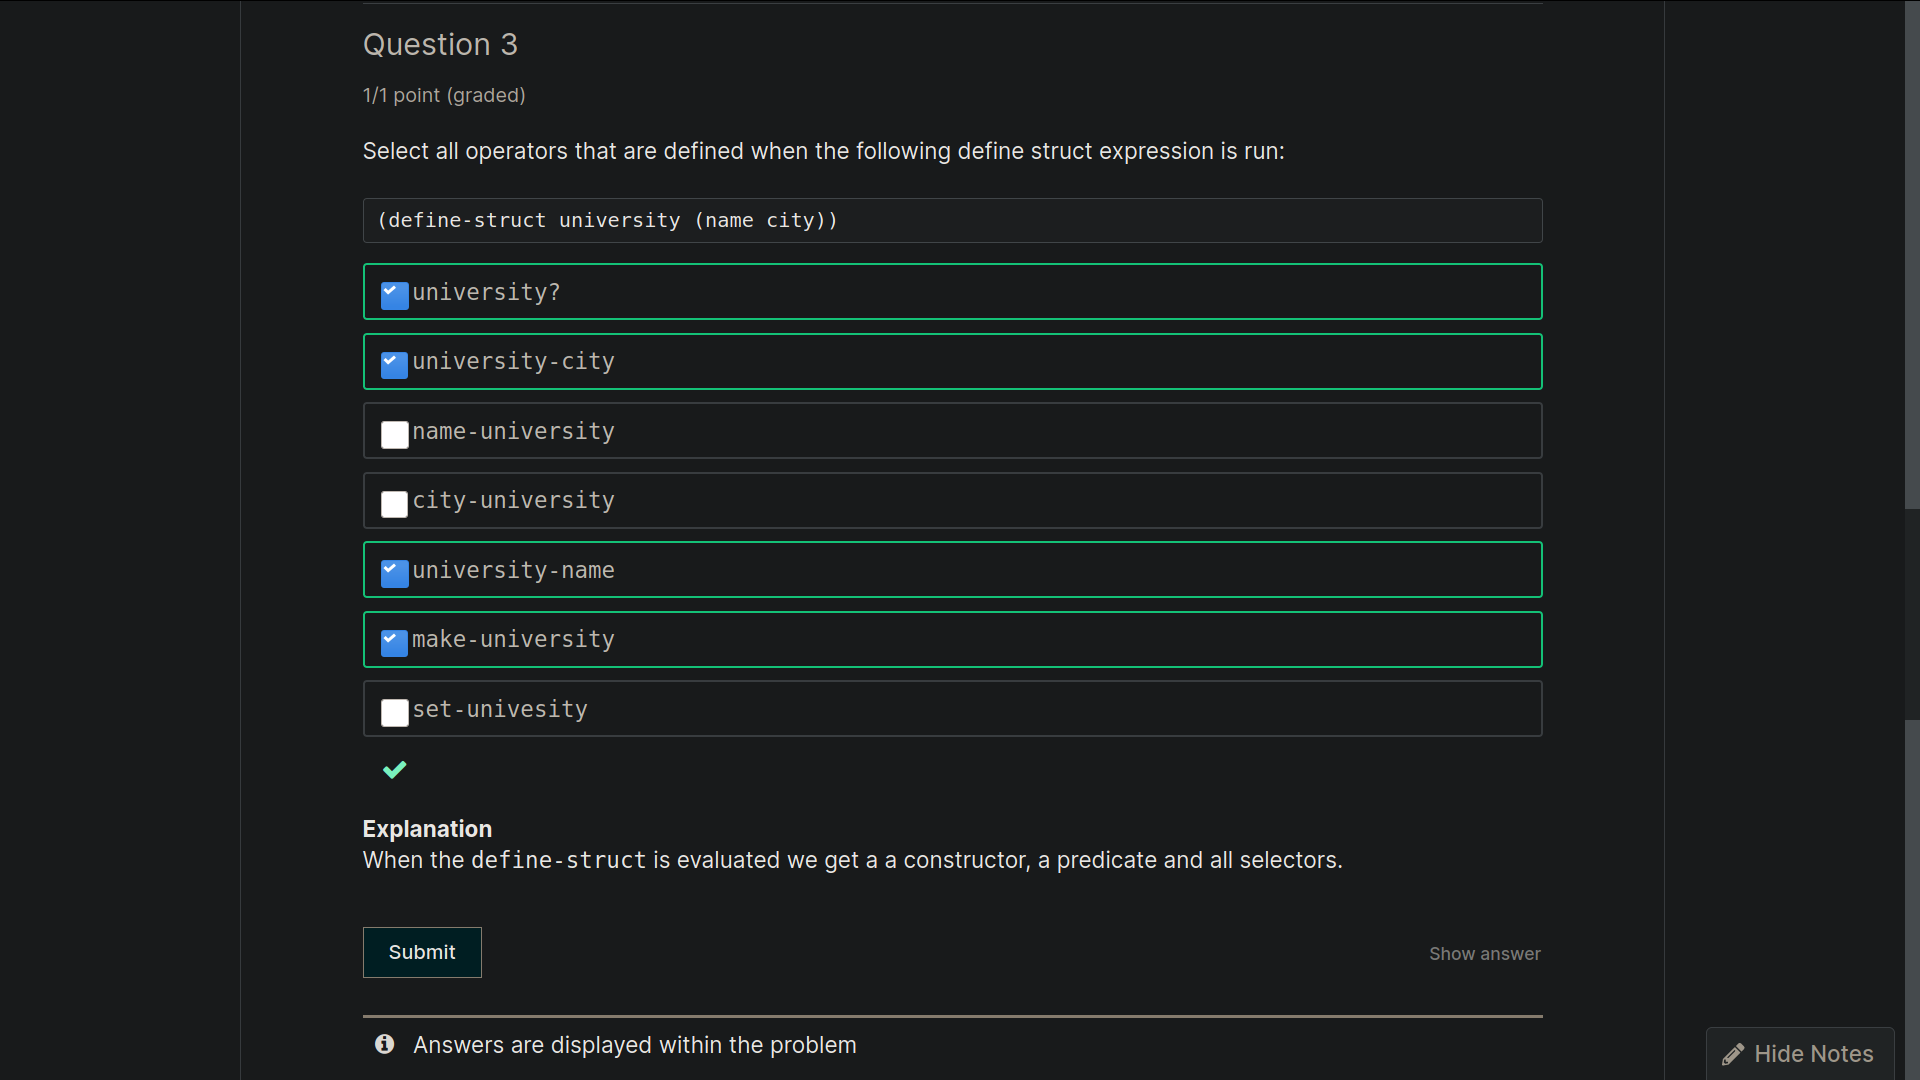 Question 3
1/1 point (graded)
Select all operators that are defined when the following define struct expression is run:
(define-struct university (name city))
university?
university-city
name-university
city-university
university-name
make-university
set-univesity
Explanation
When the define-struct is evaluated we get a a constructor, a predicate and all selectors.
Submit
Show answer
Answers are displayed within the problem
Hide Notes